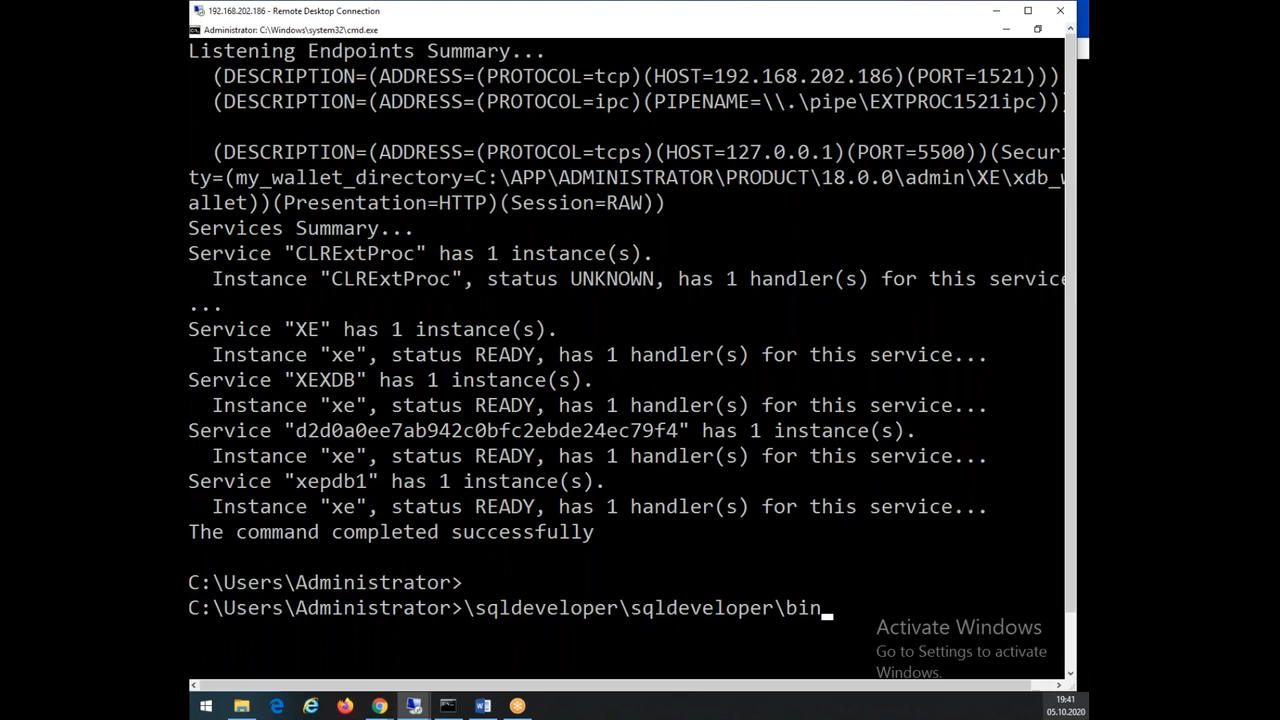 192.168.202.186 - Remote Desktop Connection
Administrator: C:\Windows\system32\cmd.exe
Listening Endpoints Summary...
(DESCRIPTION=(ADDRESS=(PROTOCOL=tcp)(HOST=192.168.202.186)(PORT=1521)))
(DESCRIPTION=(ADDRESS=(PROTOCOL=ipc)(PIPENAME=\\.\pipe\EXTPROC1521ipc)))
(DESCRIPTION=(ADDRESS=(PROTOCOL=tcps)(HOST=127.0.0.1)(PORT=5500))(Securi
ty=(my_wallet_directory=C:\APP\ADMINISTRATOR\PRODUCT\18.0.0\admin\XE\xdb_w
allet))(Presentation=HTTP)(Session=RAW))
Services Summary...
Service "CLRExtProc" has 1 instance(s).
Instance "CLRExtProc", status UNKNOWN, has 1 handler(s) for this service
...
Service "XE" has 1 instance(s).
Instance "xe", status READY, has 1 handler(s) for this service...
Service "XEXDB" has 1 instance(s).
Instance "xe", status READY, has 1 handler(s) for this service...
Service "d2d0a0ee7ab942c0bfc2ebde24ec79f4" has 1 instance(s).
Instance "xe", status READY, has 1 handler(s) for this service...
Service "xepdb1" has 1 instance(s).
Instance "xe", status READY, has 1 handler(s) for this service...
The command completed successfully
C:\Users\Administrator>
C:\Users\Administrator>\sqldeveloper\sqldeveloper\bin
Activate Windows
Go to Settings to activate
Windows.
19:41
05.10.2020